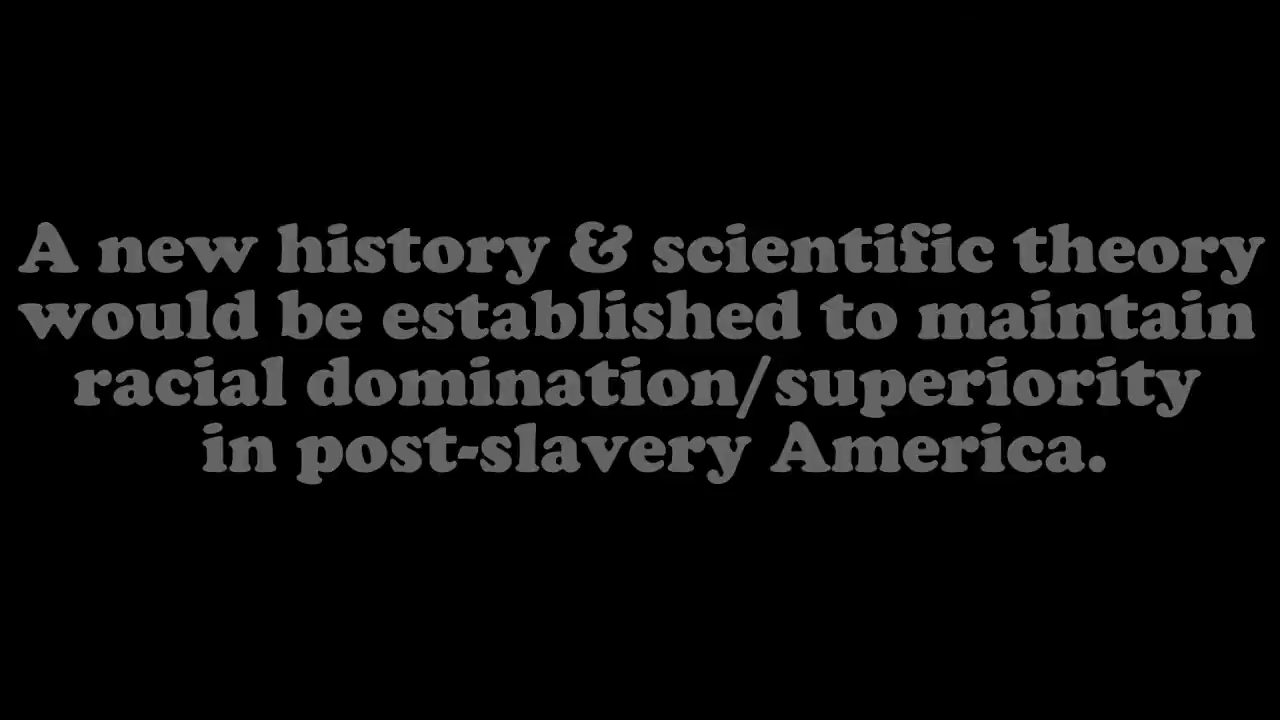 A new history & scientific theory
would be established to maintain
racial domination/superiority
in post-slavery America.